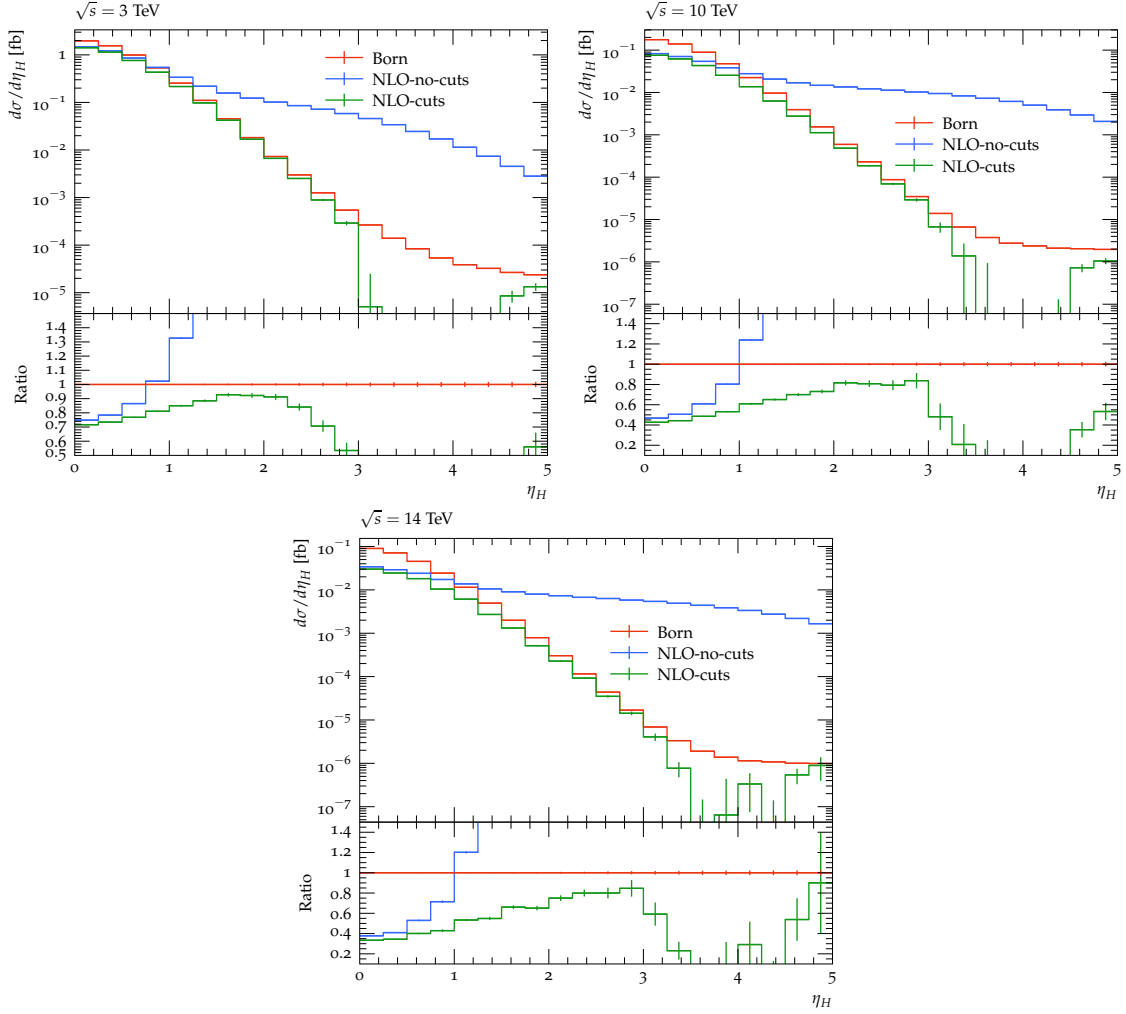 √s = 3 TeV
dσ/dη_H [fb]
1
10⁻¹
10⁻²
10⁻³
10⁻⁴
10⁻⁵
Born
NLO-no-cuts
NLO-cuts
Ratio
1.4
1.3
1.2
1.1
1
0.9
0.8
0.7
0.6
0.5
0 1 2 3 4 5
η_H
√s = 10 TeV
dσ/dη_H [fb]
10⁻¹
10⁻²
10⁻³
10⁻⁴
10⁻⁵
10⁻⁶
10⁻⁷
Born
NLO-no-cuts
NLO-cuts
Ratio
1.4
1.2
1
0.8
0.6
0.4
0.2
0 1 2 3 4 5
η_H
√s = 14 TeV
dσ/dη_H [fb]
10⁻¹
10⁻²
10⁻³
10⁻⁴
10⁻⁵
10⁻⁶
10⁻⁷
Born
NLO-no-cuts
NLO-cuts
Ratio
1.4
1.2
1
0.8
0.6
0.4
0.2
0 1 2 3 4 5
η_H